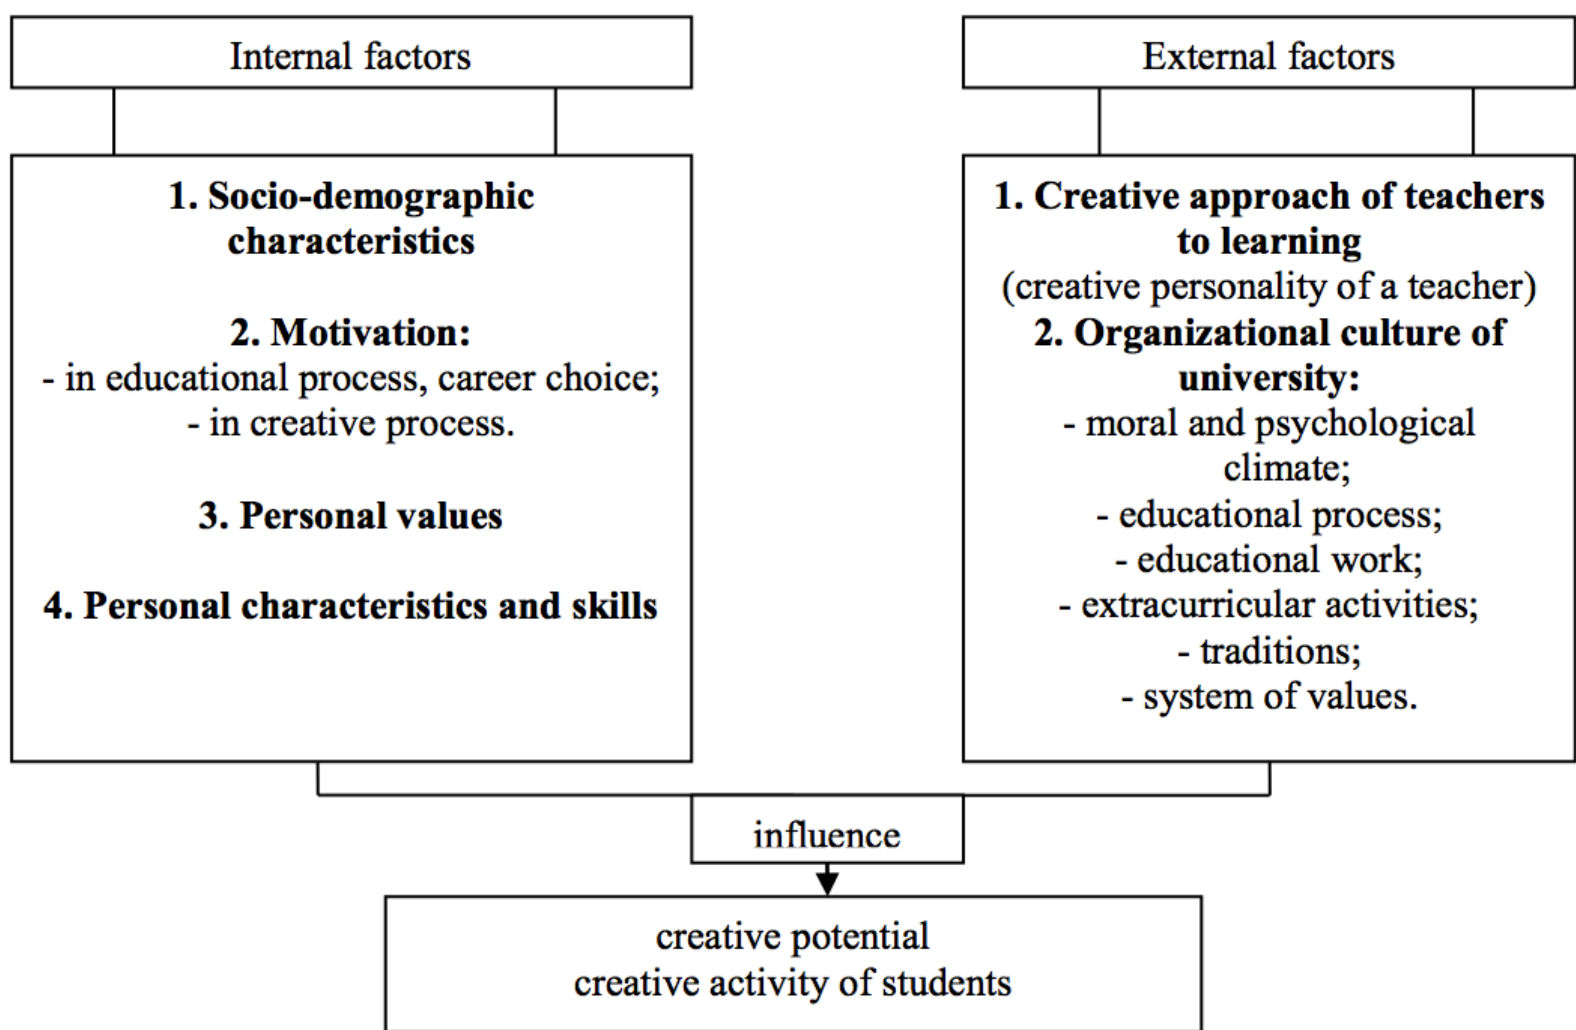 Internal factors
1. Socio-demographic
characteristics
2. Motivation:
- in educational process, career choice;
- in creative process.
3. Personal values
4. Personal characteristics and skills
External factors
1. Creative approach of teachers
to learning
(creative personality of a teacher)
2. Organizational culture of
university:
- moral and psychological
climate;
- educational process;
- educational work;
- extracurricular activities;
- traditions;
- system of values.
influence
creative potential
creative activity of students